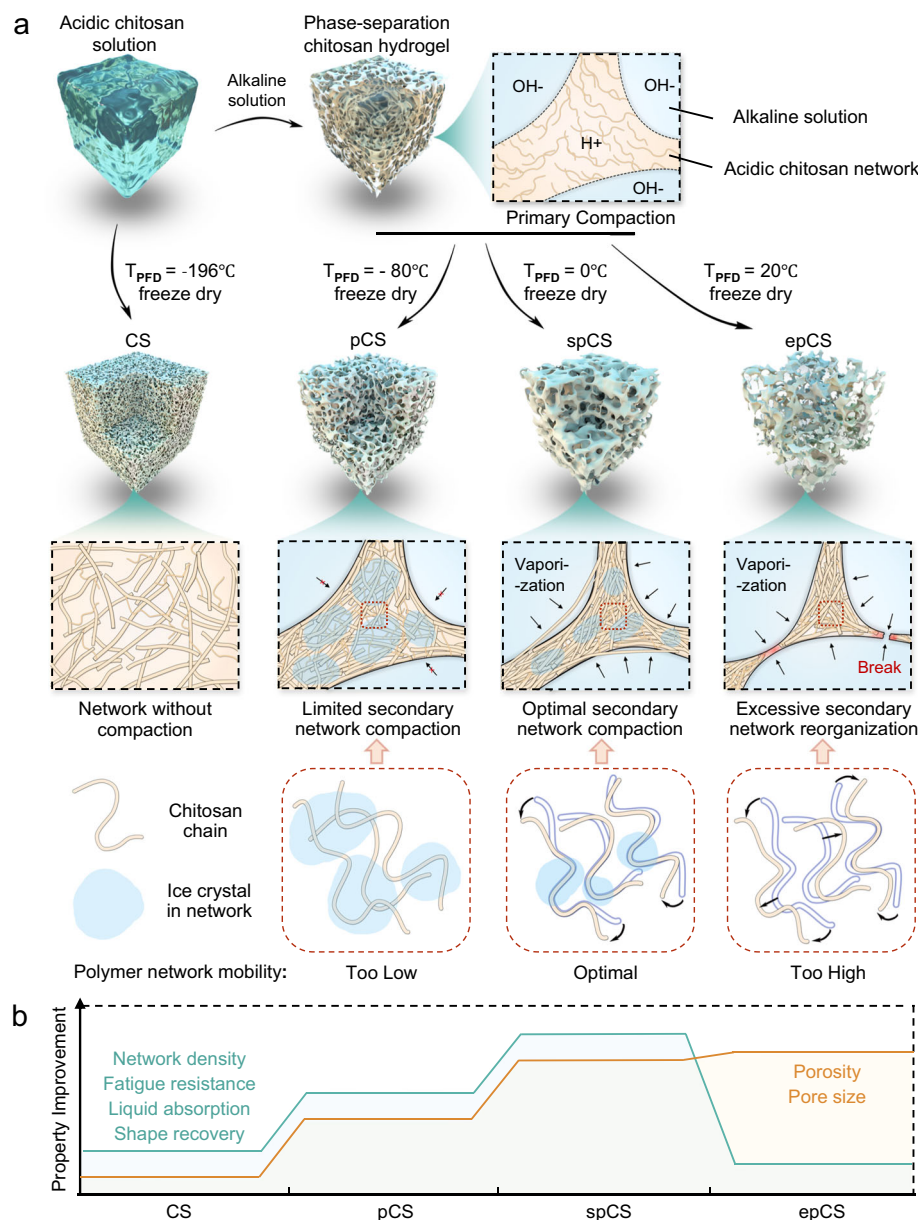 a
Acidic chitosan
solution
Alkaline
solution
Phase-separation
chitosan hydrogel
OH-
OH-
H+
OH-
Alkaline solution
Acidic chitosan network
Primary Compaction
TPFD = -196℃
freeze dry
TPFD = - 80℃
freeze dry
TPFD = 0℃
freeze dry
TPFD = 20℃
freeze dry
CS
pCS
spCS
epCS
Vapori-
-zation
Vapori-
-zation
Break
Network without
compaction
Limited secondary
network compaction
Optimal secondary
network compaction
Excessive secondary
network reorganization
Chitosan
chain
Ice crystal
in network
Polymer network mobility:
Too Low
Optimal
Too High
b
Property Improvement
Network density
Fatigue resistance
Liquid absorption
Shape recovery
Porosity
Pore size
CS
pCS
spCS
epCS